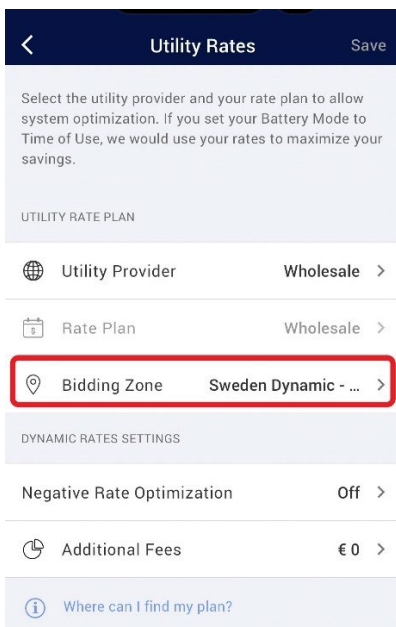 Utility Rates Save
Select the utility provider and your rate plan to allow
system optimization. If you set your Battery Mode to
Time of Use, we would use your rates to maximize your
savings.
UTILITY RATE PLAN
Utility Provider Wholesale
Rate Plan Wholesale
Bidding Zone Sweden Dynamic - ...
DYNAMIC RATES SETTINGS
Negative Rate Optimization Off
Additional Fees € 0
Where can I find my plan?